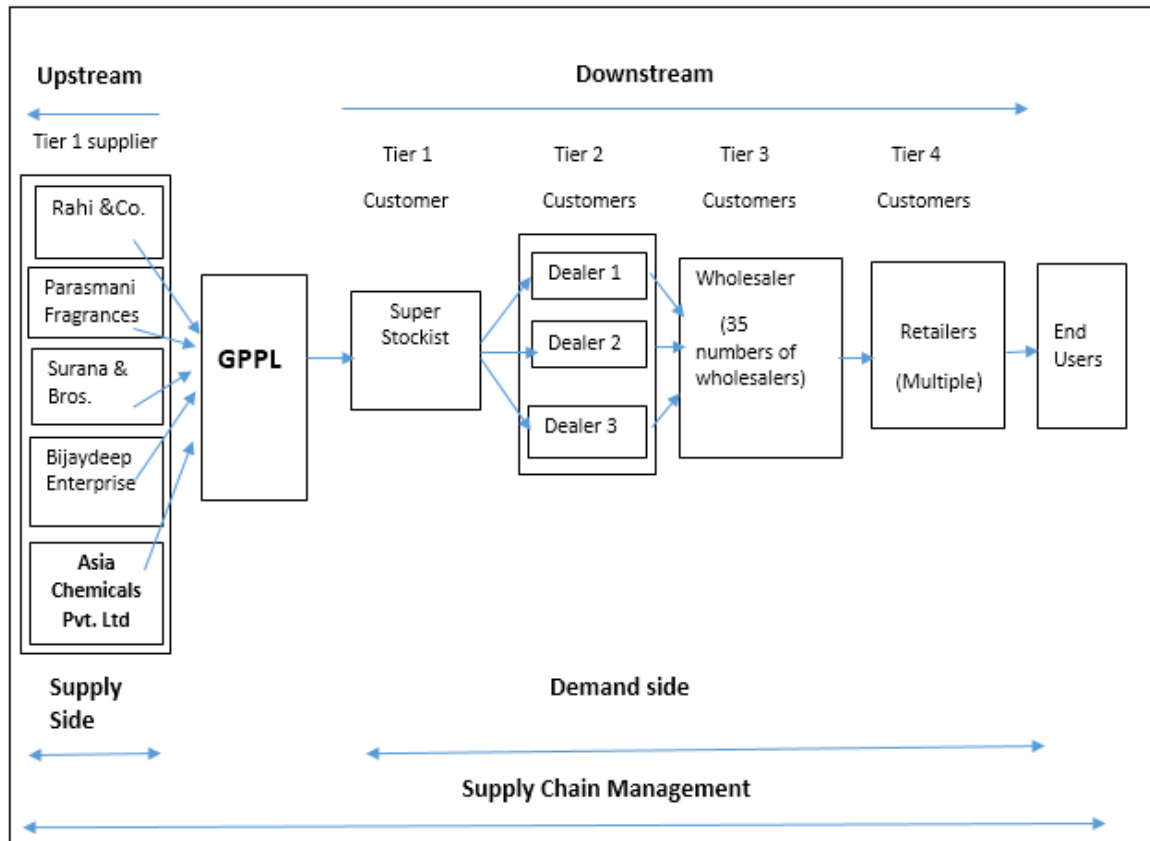 Upstream
Downstream
Tier 1 supplier
Tier 1
Customer
Tier 2
Customers
Tier 3
Customers
Tier 4
Customers
Rahi &Co.
Parasmani
Fragrances
Surana &
Bros.
Bijaydeep
Enterprise
Asia
Chemicals
Pvt. Ltd
GPPL
Super
Stockist
Dealer 1
Dealer 2
Dealer 3
Wholesaler
(35
numbers of
wholesalers)
Retailers
(Multiple)
End
Users
Supply
Side
Demand side
Supply Chain Management